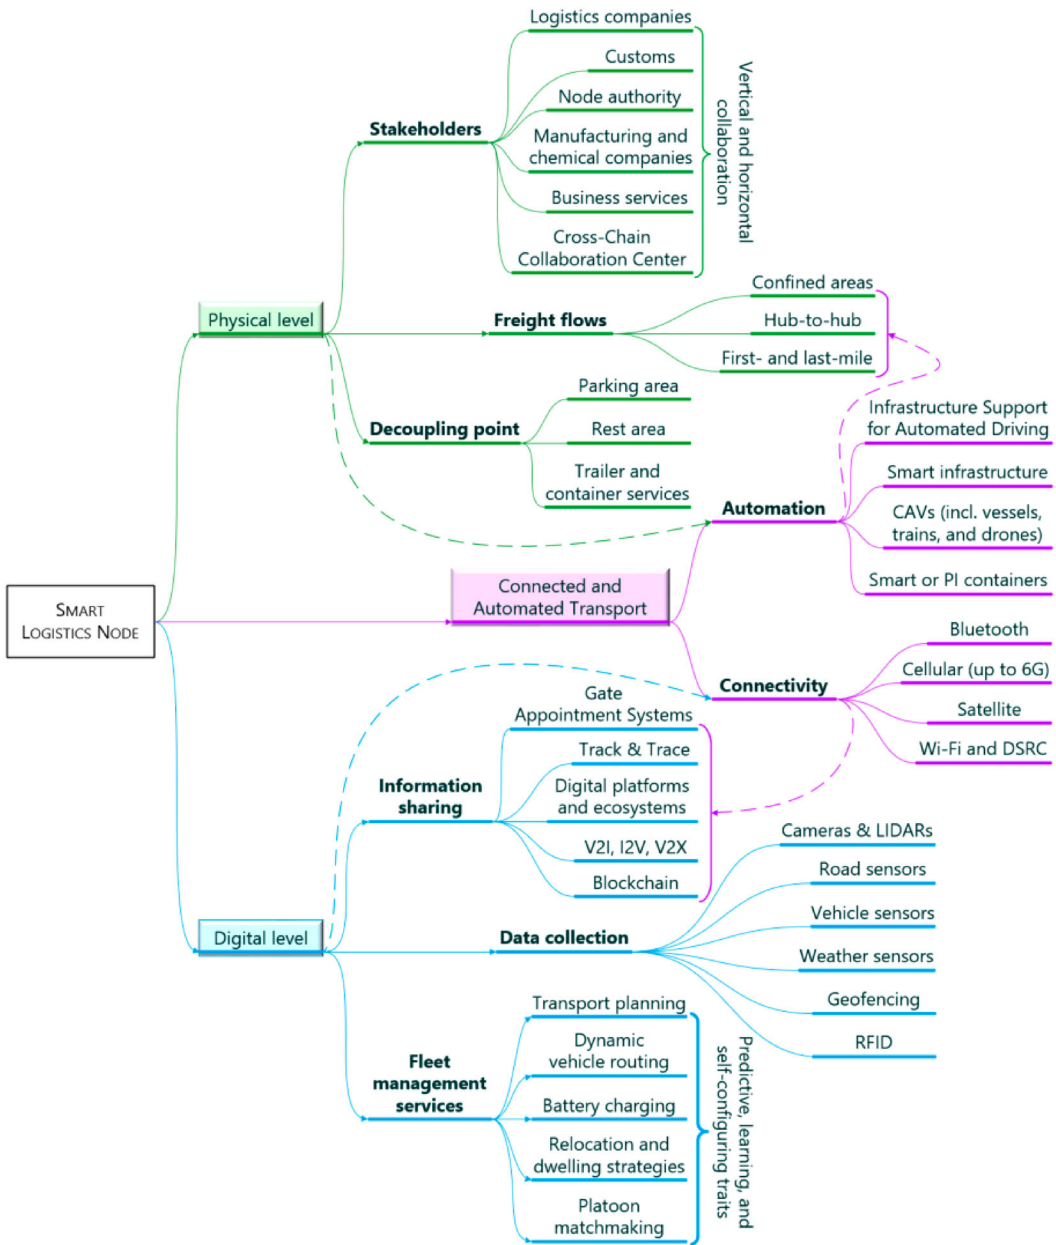 Logistics companies
Customs
Node authority
Stakeholders
Manufacturing and
chemical companies
Business services
Cross-Chain
Collaboration Center
Vertical and horizontal
collaboration
Physical level
Freight flows
Confined areas
Hub-to-hub
First- and last-mile
Decoupling point
Parking area
Rest area
Trailer and
container services
Automation
Infrastructure Support
for Automated Driving
Smart infrastructure
CAVs (incl. vessels,
trains, and drones)
Smart or PI containers
SMART
LOGISTICS NODE
Connected and
Automated Transport
Connectivity
Bluetooth
Cellular (up to 6G)
Satellite
Wi-Fi and DSRC
Information
sharing
Gate
Appointment Systems
Track & Trace
Digital platforms
and ecosystems
V2I, I2V, V2X
Blockchain
Digital level
Data collection
Cameras & LIDARs
Road sensors
Vehicle sensors
Weather sensors
Geofencing
RFID
Fleet
management
services
Transport planning
Dynamic
vehicle routing
Battery charging
Relocation and
dwelling strategies
Platoon
matchmaking
Predictive, learning, and
self-configuring traits